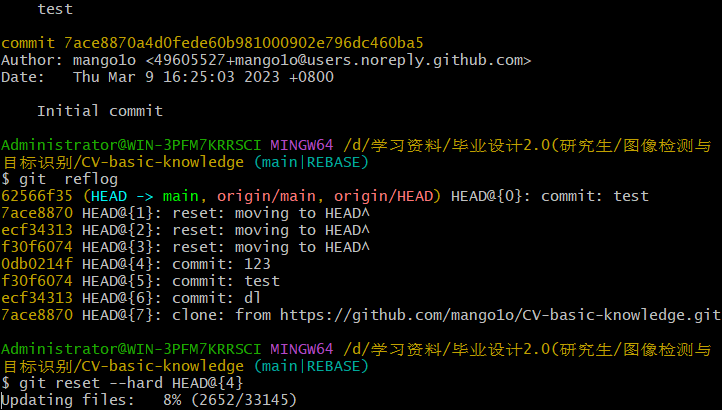 test
commit 7ace8870a4d0fede60b981000902e796dc460ba5
Author: mango1o <49605527+mango1o@users.noreply.github.com>
Date:   Thu Mar 9 16:25:03 2023 +0800
Initial commit
Administrator@WIN-3PFM7KRRSCI MINGW64 /d/学习资料/毕业设计2.0(研究生/图像检测与
目标识别/CV-basic-knowledge (main|REBASE)
$ git  reflog
62566f35 (HEAD -> main, origin/main, origin/HEAD) HEAD@{0}: commit: test
7ace8870 HEAD@{1}: reset: moving to HEAD^
ecf34313 HEAD@{2}: reset: moving to HEAD^
f30f6074 HEAD@{3}: reset: moving to HEAD^
0db0214f HEAD@{4}: commit: 123
f30f6074 HEAD@{5}: commit: test
ecf34313 HEAD@{6}: commit: dl
7ace8870 HEAD@{7}: clone: from https://github.com/mango1o/CV-basic-knowledge.git
Administrator@WIN-3PFM7KRRSCI MINGW64 /d/学习资料/毕业设计2.0(研究生/图像检测与
目标识别/CV-basic-knowledge (main|REBASE)
$ git reset --hard HEAD@{4}
Updating files:   8% (2652/33145)